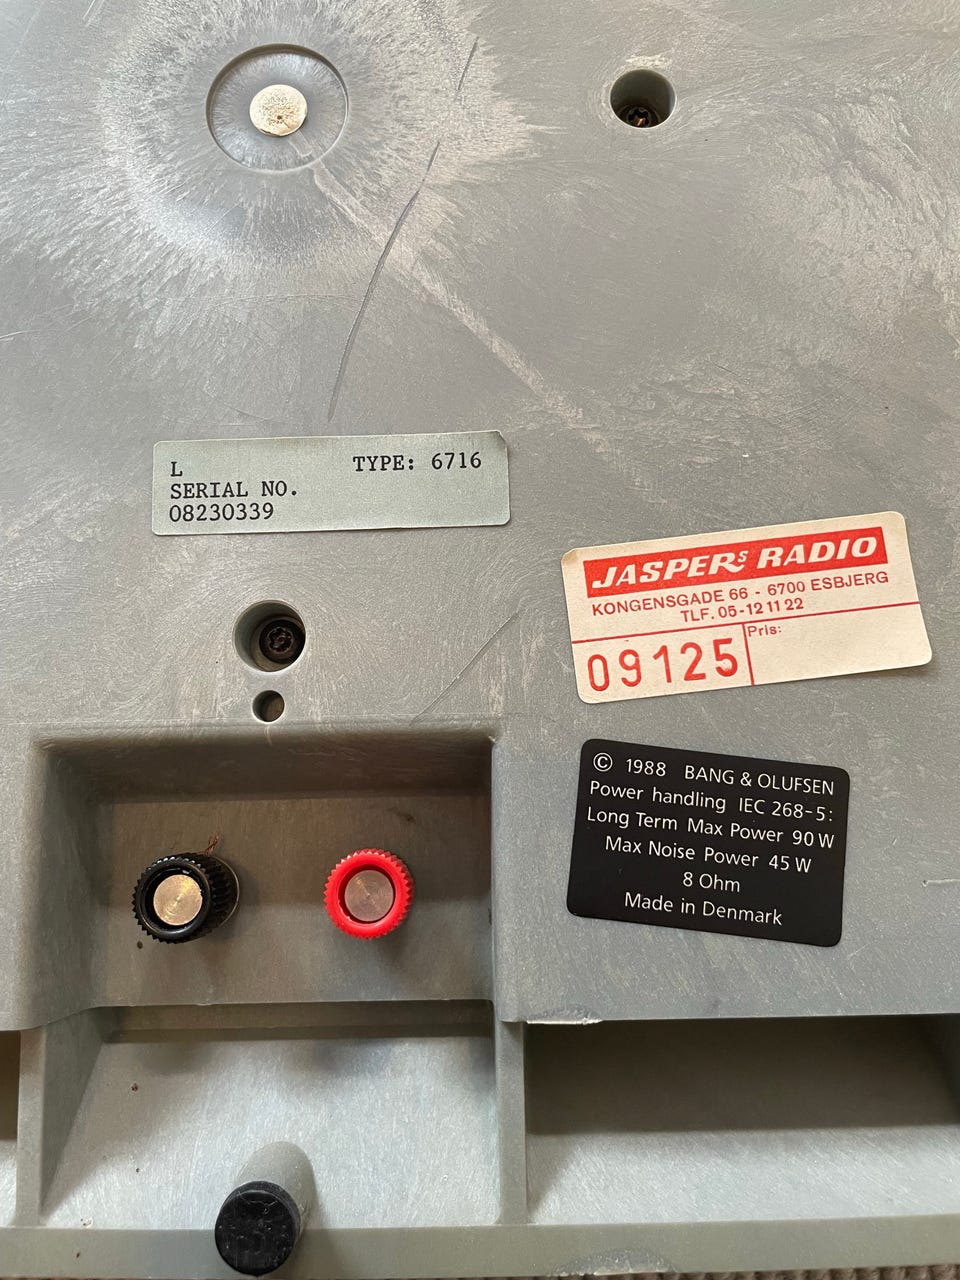 L TYPE: 6716
SERIAL NO.
08230339
JASPERS RADIO
KONGENSGADE 66 - 6700 ESBJERG
TLF. 05-12 11 22
Pris:
09125
© 1988 BANG & OLUFSEN
Power handling IEC 268-5:
Long Term Max Power 90 W
Max Noise Power 45 W
8 Ohm
Made in Denmark